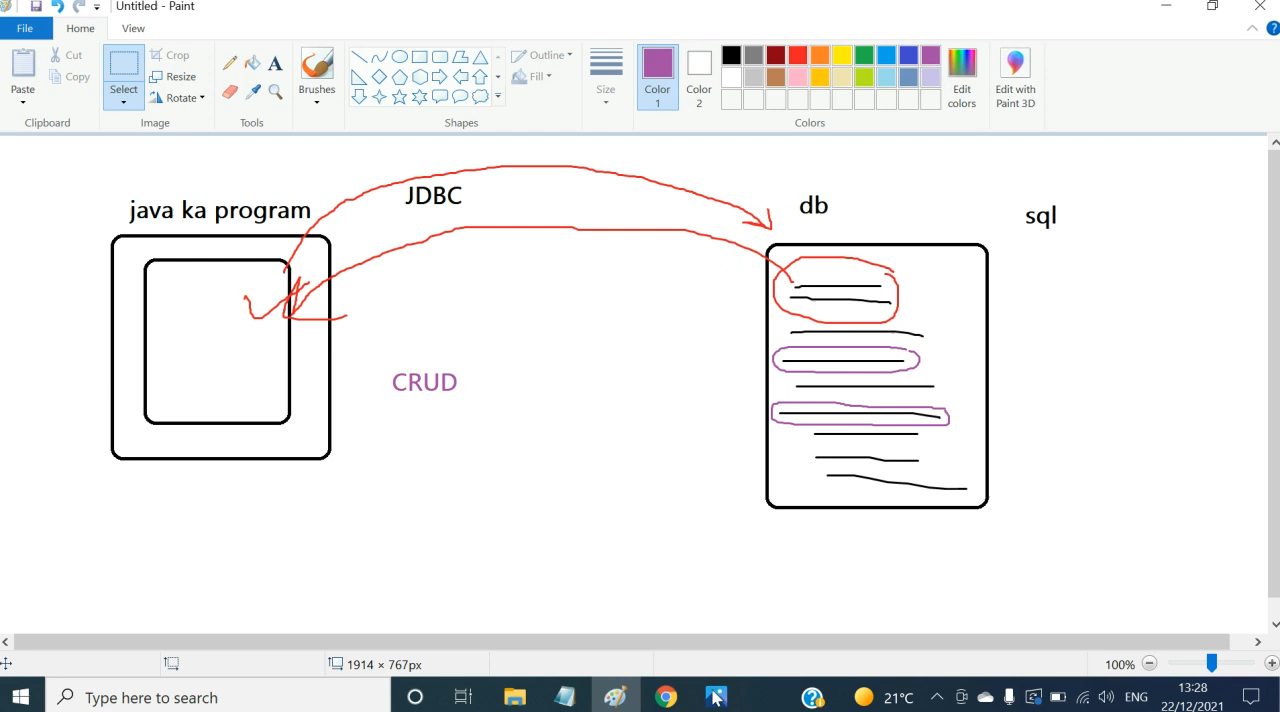 Untitled - Paint
File Home View
Paste
Cut
Copy
Clipboard
Select
Crop
Resize
Rotate
Image
Tools
Brushes
Shapes
Outline
Fill
Size
Color 1
Color 2
Edit colors
Colors
Edit with Paint 3D
java ka program
JDBC
db
sql
CRUD
1914 × 767px
100%
Type here to search
21°C
ENG
13:28
22/12/2021